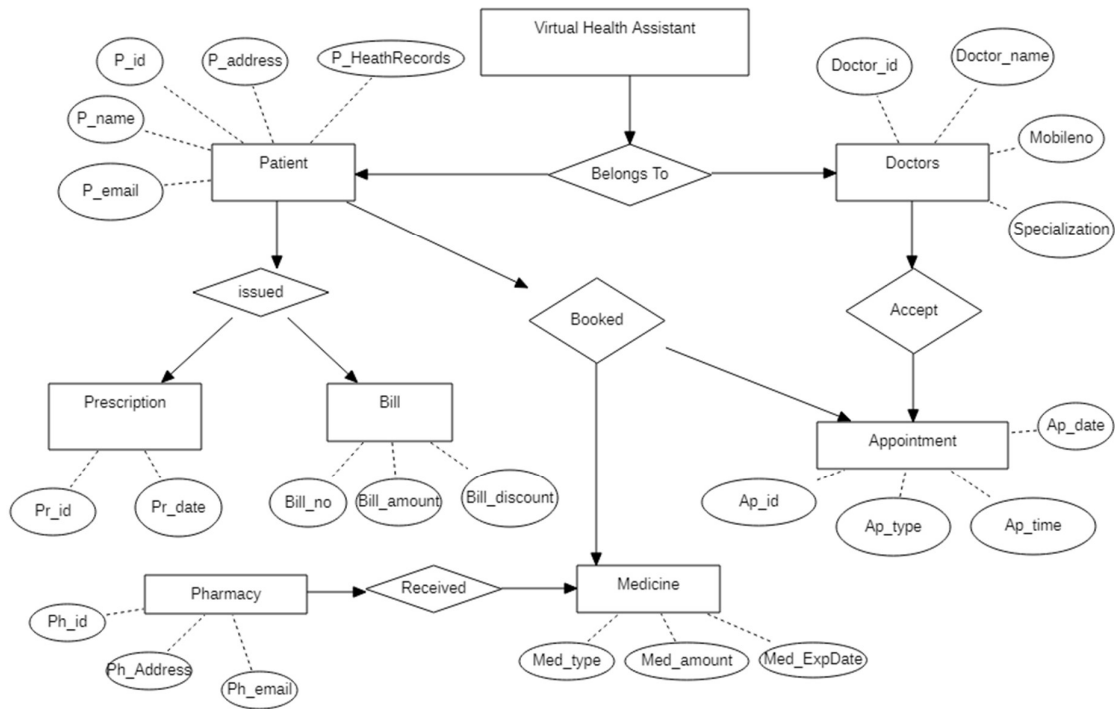 Virtual Health Assistant
P_id
P_address
P_HeathRecords
Doctor_id
Doctor_name
P_name
Mobileno
Patient
Belongs To
Doctors
P_email
Specialization
issued
Booked
Accept
Prescription
Bill
Appointment
Ap_date
Pr_id
Pr_date
Bill_no
Bill_amount
Bill_discount
Ap_id
Ap_type
Ap_time
Pharmacy
Received
Medicine
Ph_id
Ph_Address
Ph_email
Med_type
Med_amount
Med_ExpDate